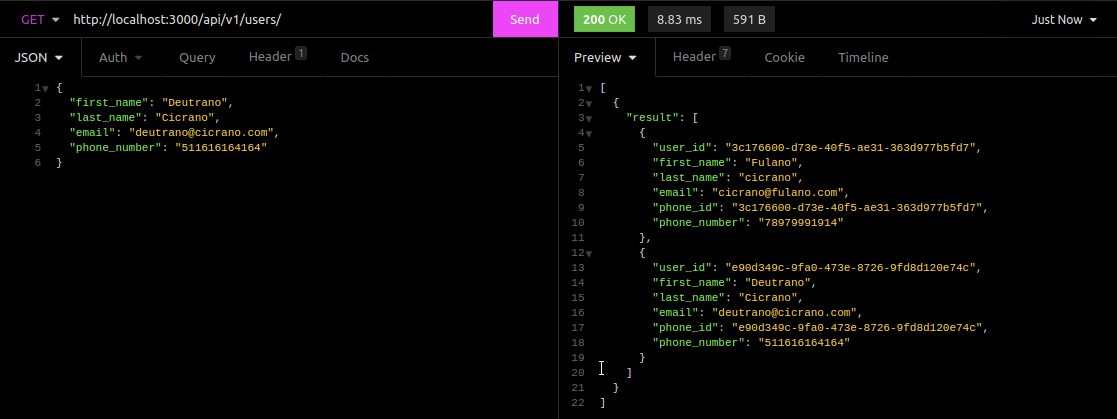 GET http://localhost:3000/api/v1/users/ Send 200 OK 8.83 ms 591 B Just Now
JSON Auth Query Header 1 Docs Preview Header 7 Cookie Timeline
1 {
2 "first_name": "Deutrano",
3 "last_name": "Cicrano",
4 "email": "deutrano@cicrano.com",
5 "phone_number": "511616164164"
6 }
1 [
2 {
3 "result": [
4 {
5 "user_id": "3c176600-d73e-40f5-ae31-363d977b5fd7",
6 "first_name": "Fulano",
7 "last_name": "cicrano",
8 "email": "cicrano@fulano.com",
9 "phone_id": "3c176600-d73e-40f5-ae31-363d977b5fd7",
10 "phone_number": "78979991914"
11 },
12 {
13 "user_id": "e90d349c-9fa0-473e-8726-9fd8d120e74c",
14 "first_name": "Deutrano",
15 "last_name": "Cicrano",
16 "email": "deutrano@cicrano.com",
17 "phone_id": "e90d349c-9fa0-473e-8726-9fd8d120e74c",
18 "phone_number": "511616164164"
19 }
20 ]
21 }
22 ]